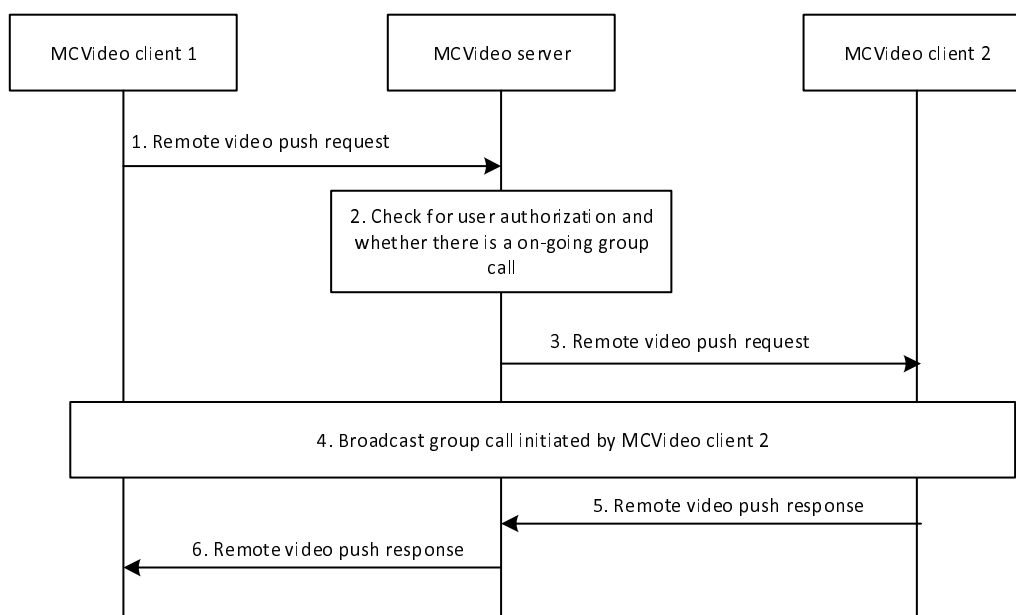 MCVideo client 1
MCVideo server
MCVideo client 2
1. Remote video push request
2. Check for user authorization and
whether there is a on-going group
call
3. Remote video push request
4. Broadcast group call initiated by MCVideo client 2
5. Remote video push response
6. Remote video push response